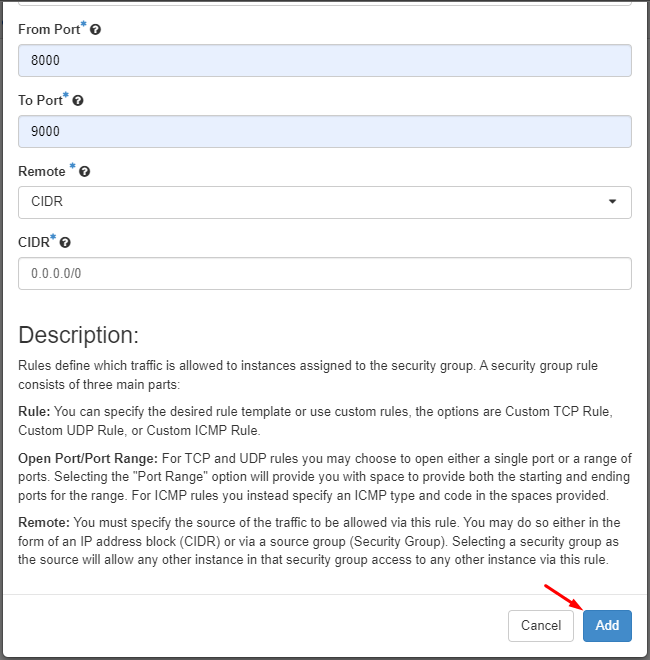 From Port*
8000
To Port*
9000
Remote *
CIDR
CIDR*
0.0.0.0/0
Description:
Rules define which traffic is allowed to instances assigned to the security group. A security group rule
consists of three main parts:
Rule: You can specify the desired rule template or use custom rules, the options are Custom TCP Rule,
Custom UDP Rule, or Custom ICMP Rule.
Open Port/Port Range: For TCP and UDP rules you may choose to open either a single port or a range of
ports. Selecting the "Port Range" option will provide you with space to provide both the starting and ending
ports for the range. For ICMP rules you instead specify an ICMP type and code in the spaces provided.
Remote: You must specify the source of the traffic to be allowed via this rule. You may do so either in the
form of an IP address block (CIDR) or via a source group (Security Group). Selecting a security group as
the source will allow any other instance in that security group access to any other instance via this rule.
Cancel Add